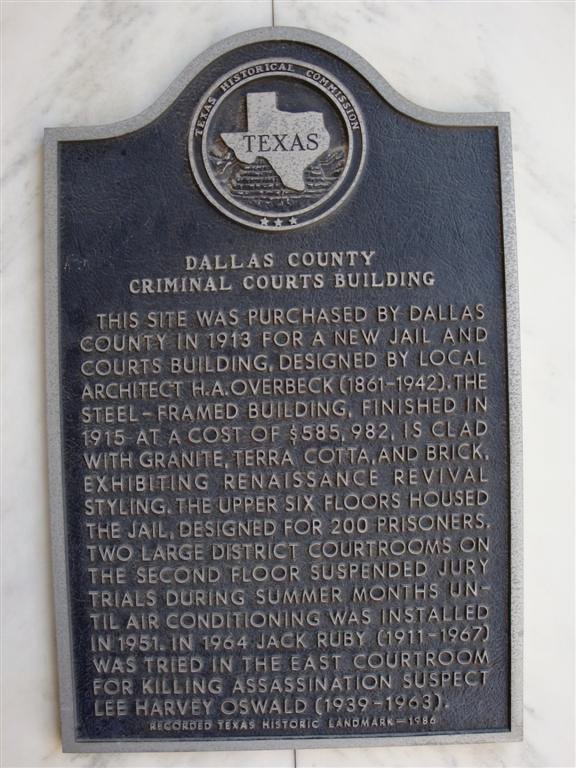 TEXAS HISTORICAL COMMISSION
TEXAS
DALLAS COUNTY
CRIMINAL COURTS BUILDING
THIS SITE WAS PURCHASED BY DALLAS
COUNTY IN 1913 FOR A NEW JAIL AND
COURTS BUILDING, DESIGNED BY LOCAL
ARCHITECT H.A. OVERBECK (1861-1942). THE
STEEL-FRAMED BUILDING, FINISHED IN
1915 AT A COST OF $585,982, IS CLAD
WITH GRANITE, TERRA COTTA, AND BRICK,
EXHIBITING RENAISSANCE REVIVAL
STYLING. THE UPPER SIX FLOORS HOUSED
THE JAIL, DESIGNED FOR 200 PRISONERS.
TWO LARGE DISTRICT COURTROOMS ON
THE SECOND FLOOR SUSPENDED JURY
TRIALS DURING SUMMER MONTHS UN-
TIL AIR CONDITIONING WAS INSTALLED
IN 1951. IN 1964 JACK RUBY (1911-1967)
WAS TRIED IN THE EAST COURTROOM
FOR KILLING ASSASSINATION SUSPECT
LEE HARVEY OSWALD (1939-1963).
RECORDED TEXAS HISTORIC LANDMARK-1986